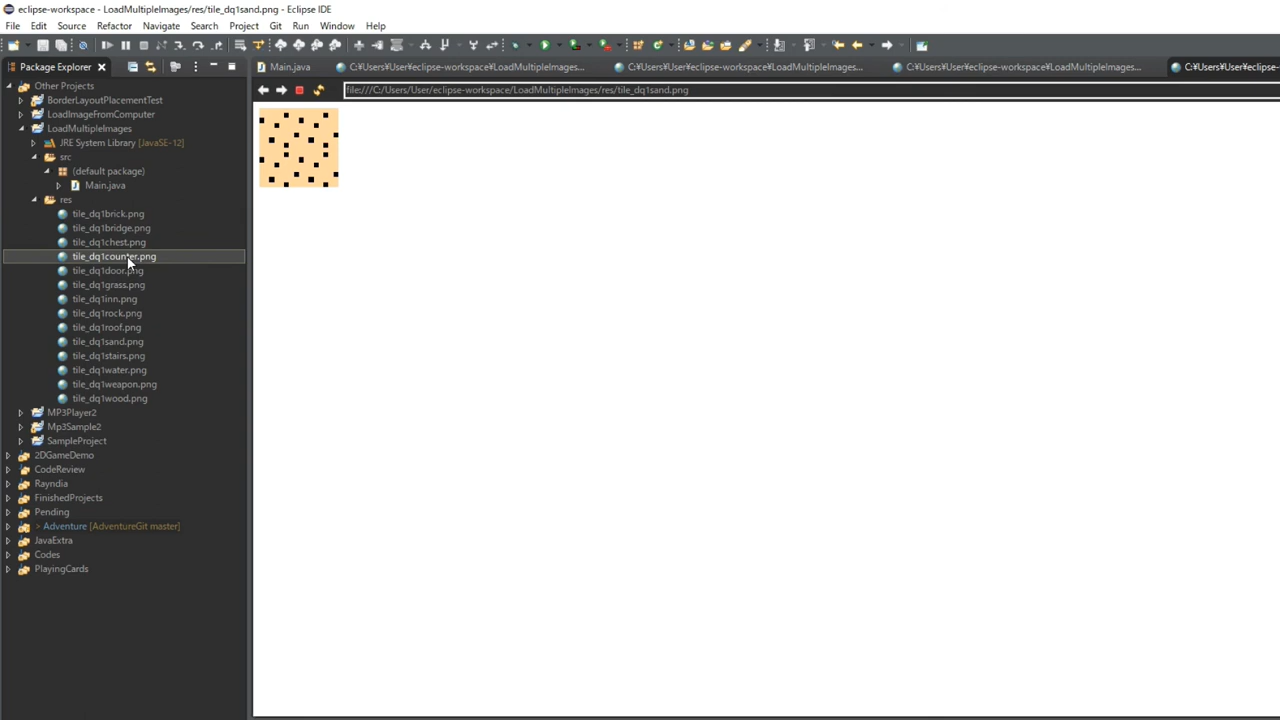 eclipse-workspace - LoadMultipleImages/res/tile_dq1sand.png - Eclipse IDE
File Edit Source Refactor Navigate Search Project Git Run Window Help
Package Explorer
Main.java
C:¥Users¥User¥eclipse-workspace¥LoadMultipleImages...
C:¥Users¥User¥eclipse-workspace¥LoadMultipleImages...
C:¥Users¥User¥eclipse-workspace¥LoadMultipleImages...
C:¥Users¥User¥eclipse-
file:///C:/Users/User/eclipse-workspace/LoadMultipleImages/res/tile_dq1sand.png
Other Projects
BorderLayoutPlacementTest
LoadImageFromComputer
LoadMultipleImages
JRE System Library [JavaSE-12]
src
(default package)
Main.java
res
tile_dq1brick.png
tile_dq1bridge.png
tile_dq1chest.png
tile_dq1counter.png
tile_dq1door.png
tile_dq1grass.png
tile_dq1inn.png
tile_dq1rock.png
tile_dq1roof.png
tile_dq1sand.png
tile_dq1stairs.png
tile_dq1water.png
tile_dq1weapon.png
tile_dq1wood.png
MP3Player2
Mp3Sample2
SampleProject
2DGameDemo
CodeReview
Rayndia
FinishedProjects
Pending
> Adventure [AdventureGit master]
JavaExtra
Codes
PlayingCards